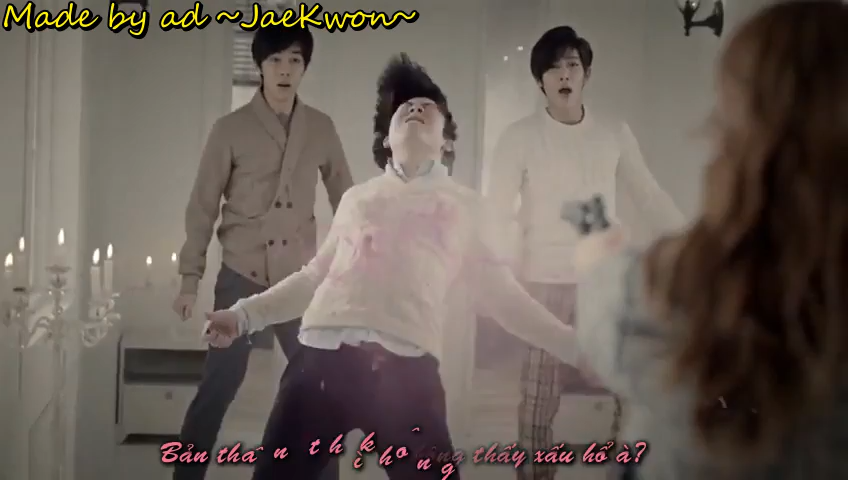 Made by ad ~JaeKwon~
Bản thân thì không thấy xấu hổ à?